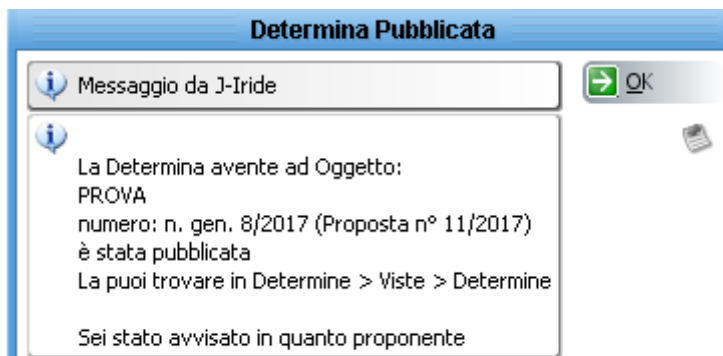 Determina Pubblicata
Messaggio da J-Iride
OK
La Determina avente ad Oggetto:
PROVA
numero: n. gen. 8/2017 (Proposta n° 11/2017)
è stata pubblicata
La puoi trovare in Determine > Viste > Determine
Sei stato avvisato in quanto proponente